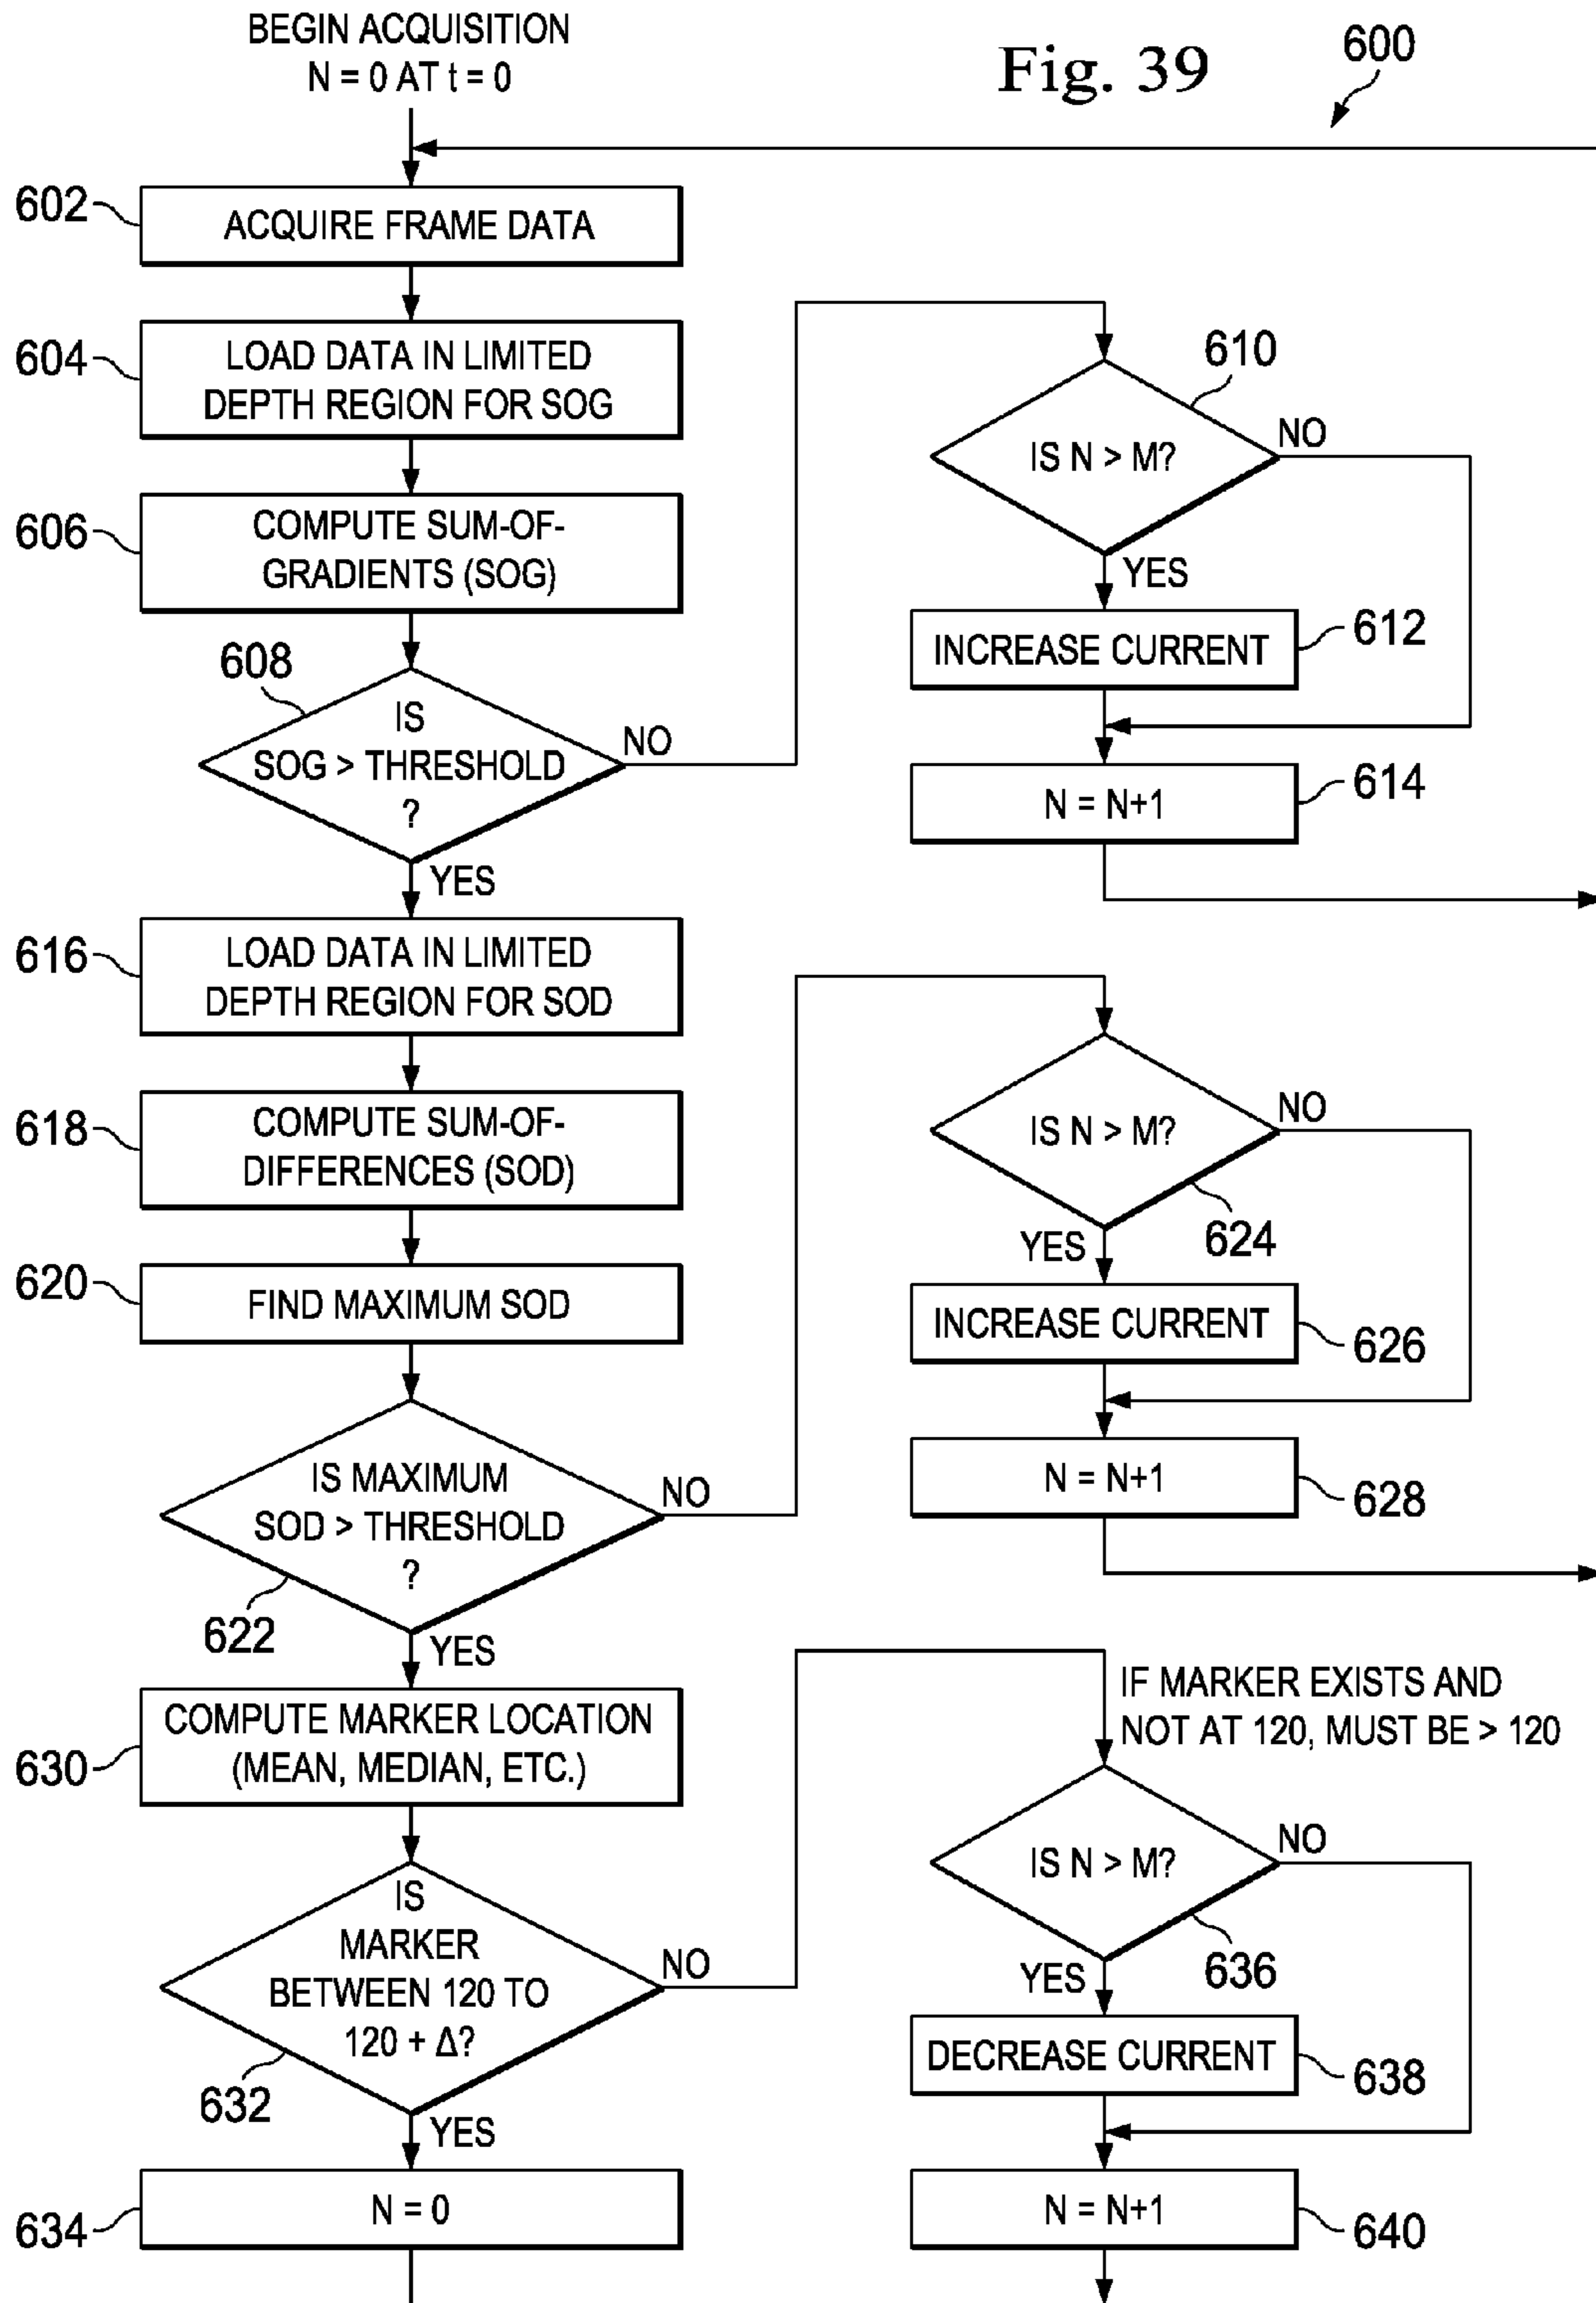 BEGIN ACQUISITION
N = 0 AT t = 0
Fig. 39
600
602
ACQUIRE FRAME DATA
604
LOAD DATA IN LIMITED
DEPTH REGION FOR SOG
606
COMPUTE SUM-OF-
GRADIENTS (SOG)
608
IS
SOG > THRESHOLD
?
NO
YES
610
IS N > M?
NO
YES
INCREASE CURRENT
612
N = N+1
614
616
LOAD DATA IN LIMITED
DEPTH REGION FOR SOD
618
COMPUTE SUM-OF-
DIFFERENCES (SOD)
620
FIND MAXIMUM SOD
IS MAXIMUM
SOD > THRESHOLD
?
NO
622
YES
IS N > M?
NO
624
YES
INCREASE CURRENT
626
N = N+1
628
630
COMPUTE MARKER LOCATION
(MEAN, MEDIAN, ETC.)
IS
MARKER
BETWEEN 120 TO
120 + Δ?
NO
632
YES
634
N = 0
IF MARKER EXISTS AND
NOT AT 120, MUST BE > 120
IS N > M?
NO
636
YES
DECREASE CURRENT
638
N = N+1
640